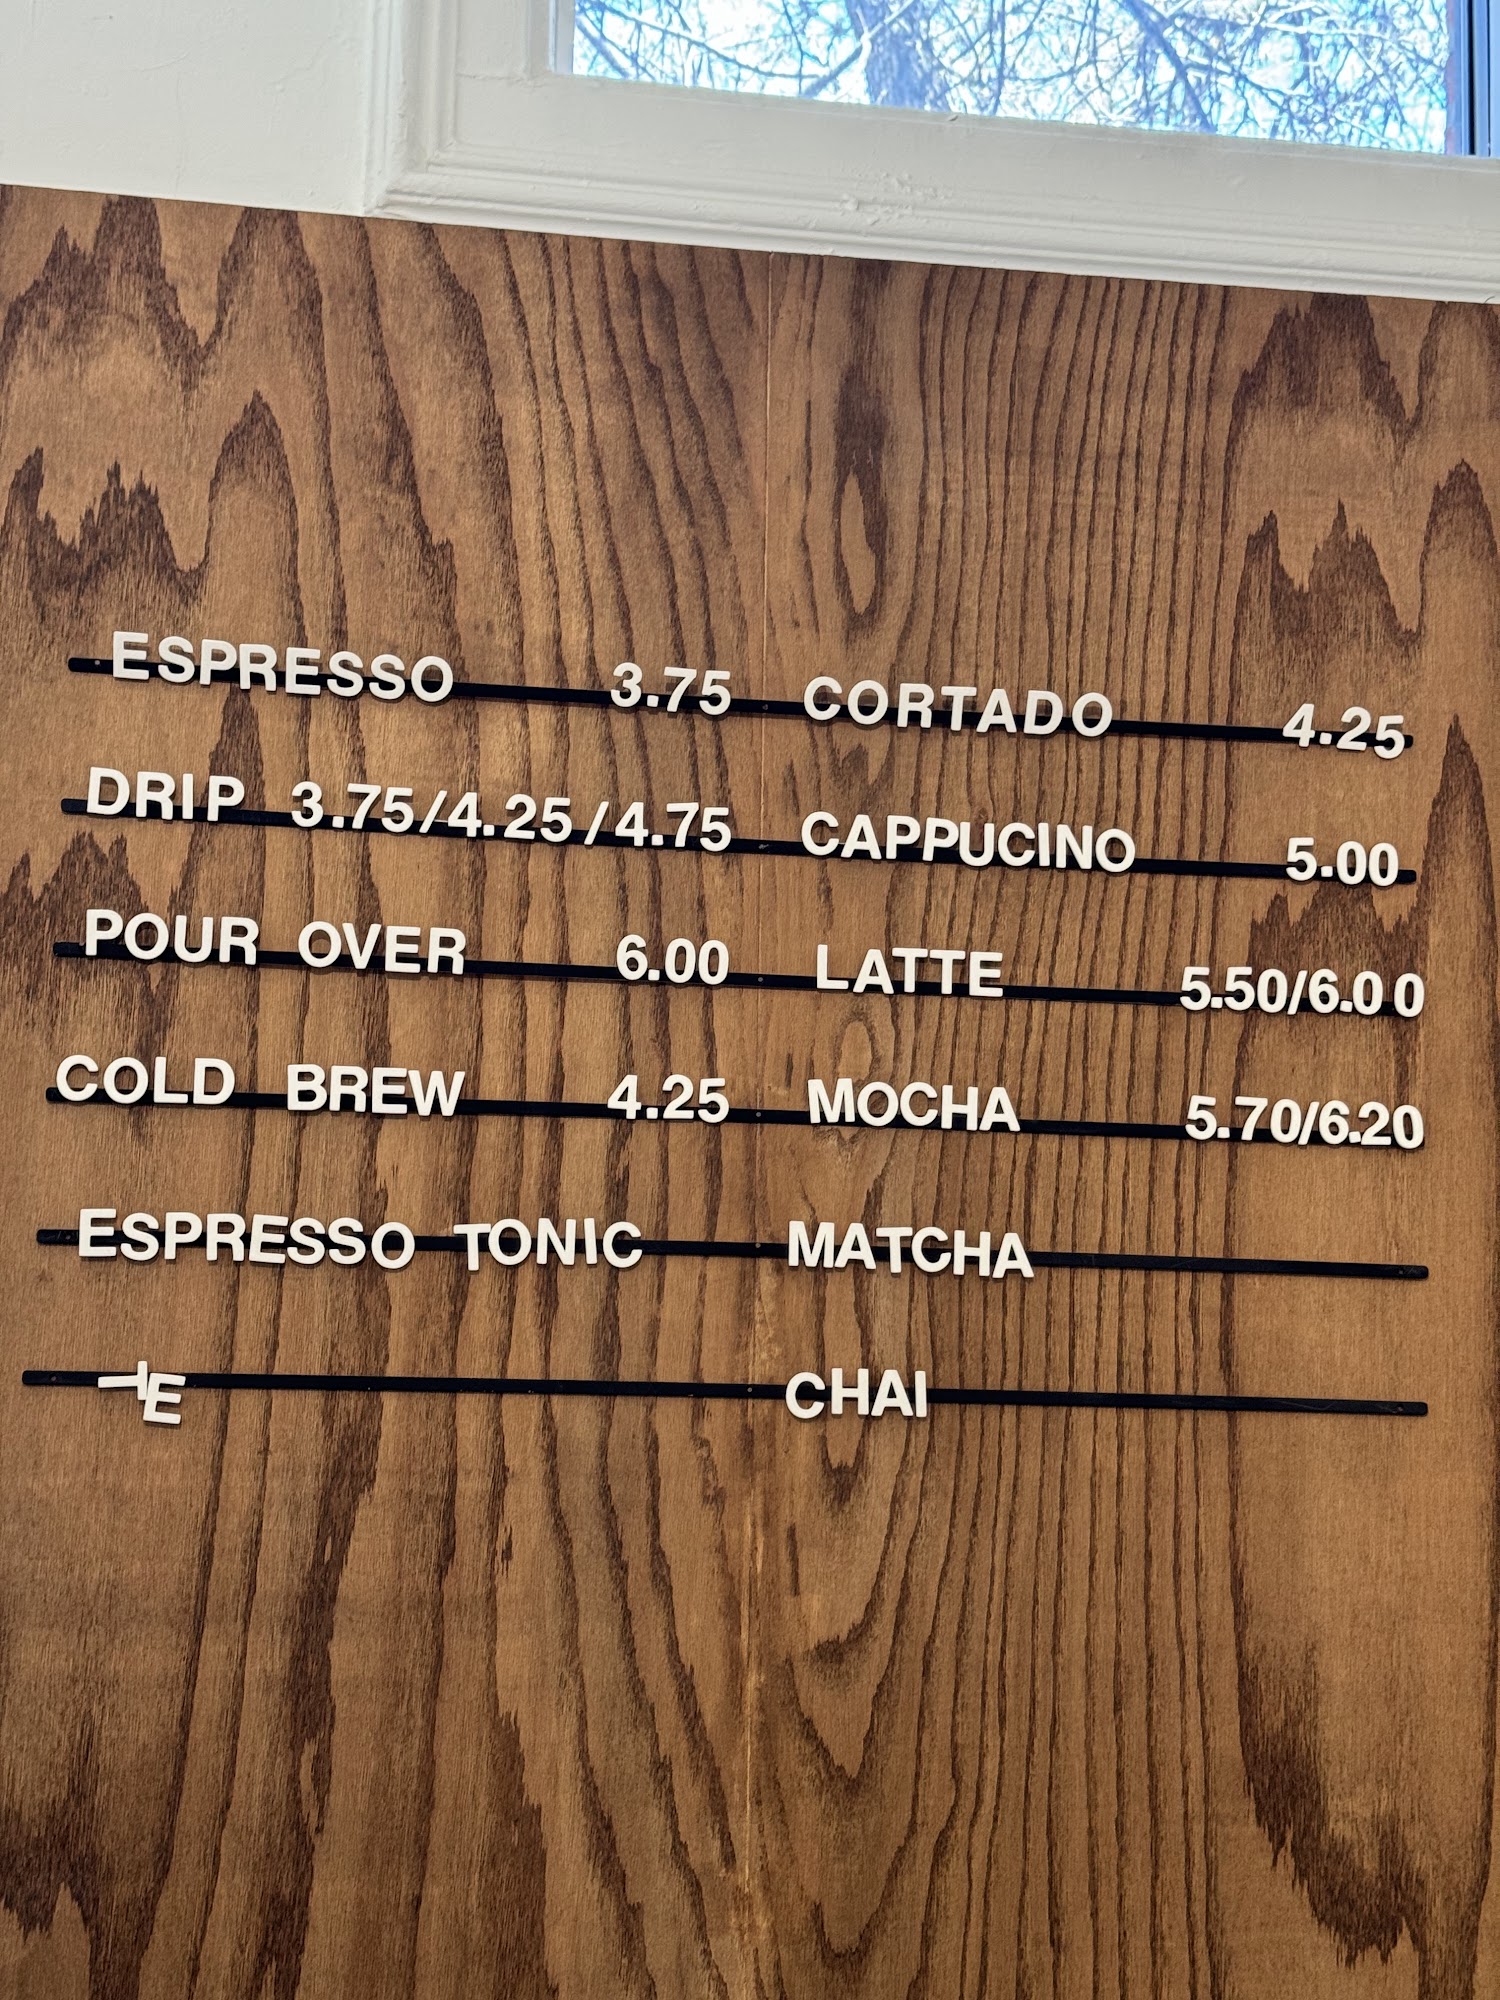 ESPRESSO 3.75 CORTADO 4.25
DRIP 3.75/4.25/4.75 CAPPUCINO 5.00
POUR OVER 6.00 LATTE 5.50/6.00
COLD BREW 4.25 MOCHA 5.70/6.20
ESPRESSO TONIC MATCHA
TE CHAI